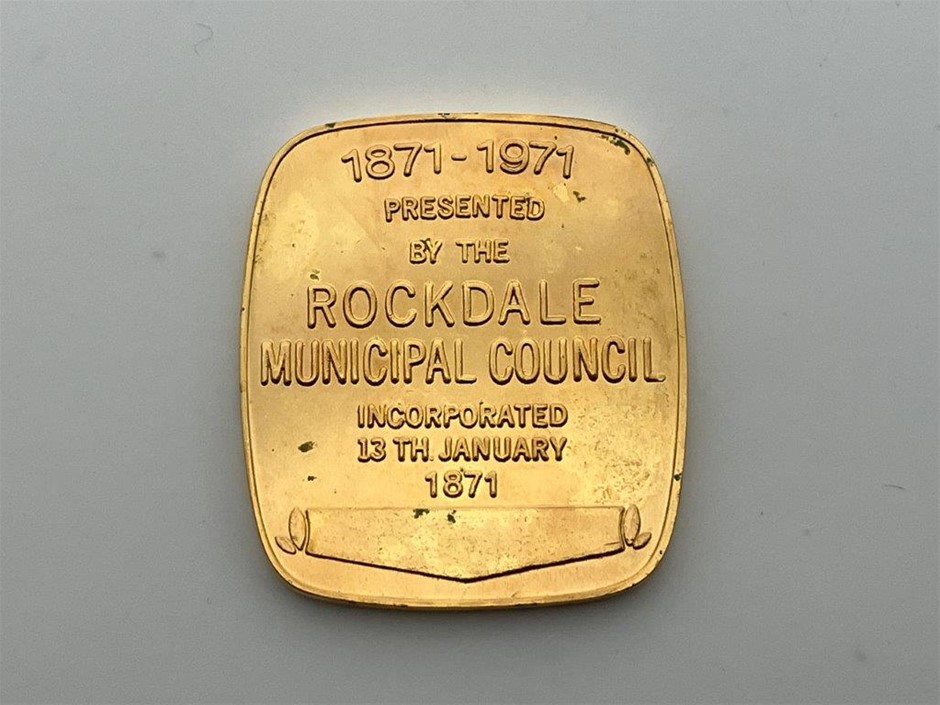 1871-1971
PRESENTED
BY THE
ROCKDALE
MUNICIPAL COUNCIL
INCORPORATED
13 TH. JANUARY
1871